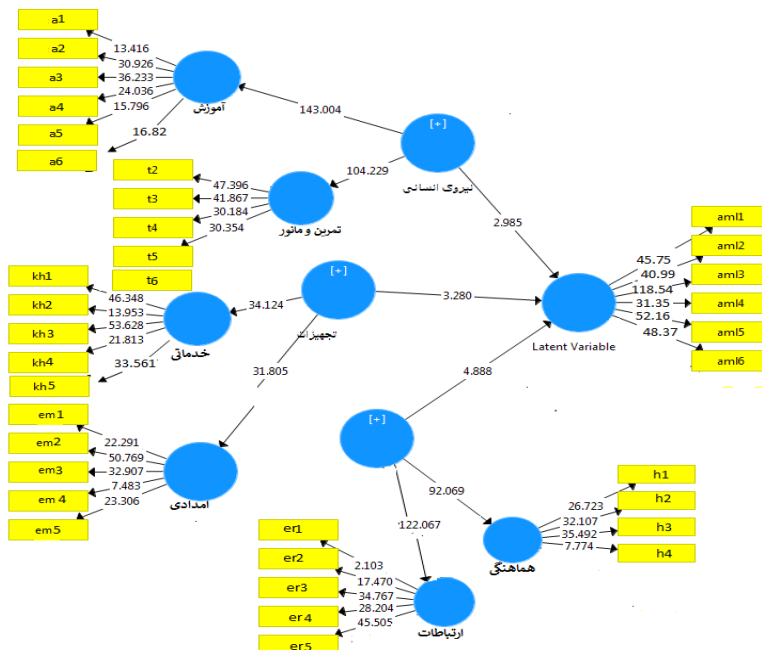 a1
a2
a3
a4
a5
a6
13.416
30.926
36.233
24.036
15.796
16.82
آموزش
143.004
[+]
نیروی انسانی
104.229
t2
t3
t4
t5
t6
47.396
41.867
30.184
30.354
تمرین و مانور
2.985
kh1
kh2
kh3
kh4
kh5
46.348
13.953
53.628
21.813
33.561
خدماتی
34.124
[+]
تجهیزات
3.280
31.805
aml1
aml2
aml3
aml4
aml5
aml6
45.75
40.99
118.54
31.35
52.16
48.37
Latent Variable
4.888
em1
em2
em3
em4
em5
22.291
50.769
32.907
7.483
23.306
امدادی
[+]
92.069
122.067
h1
h2
h3
h4
26.723
32.107
35.492
7.774
هماهنگی
er1
er2
er3
er4
er5
2.103
17.470
34.767
28.204
45.505
ارتباطات